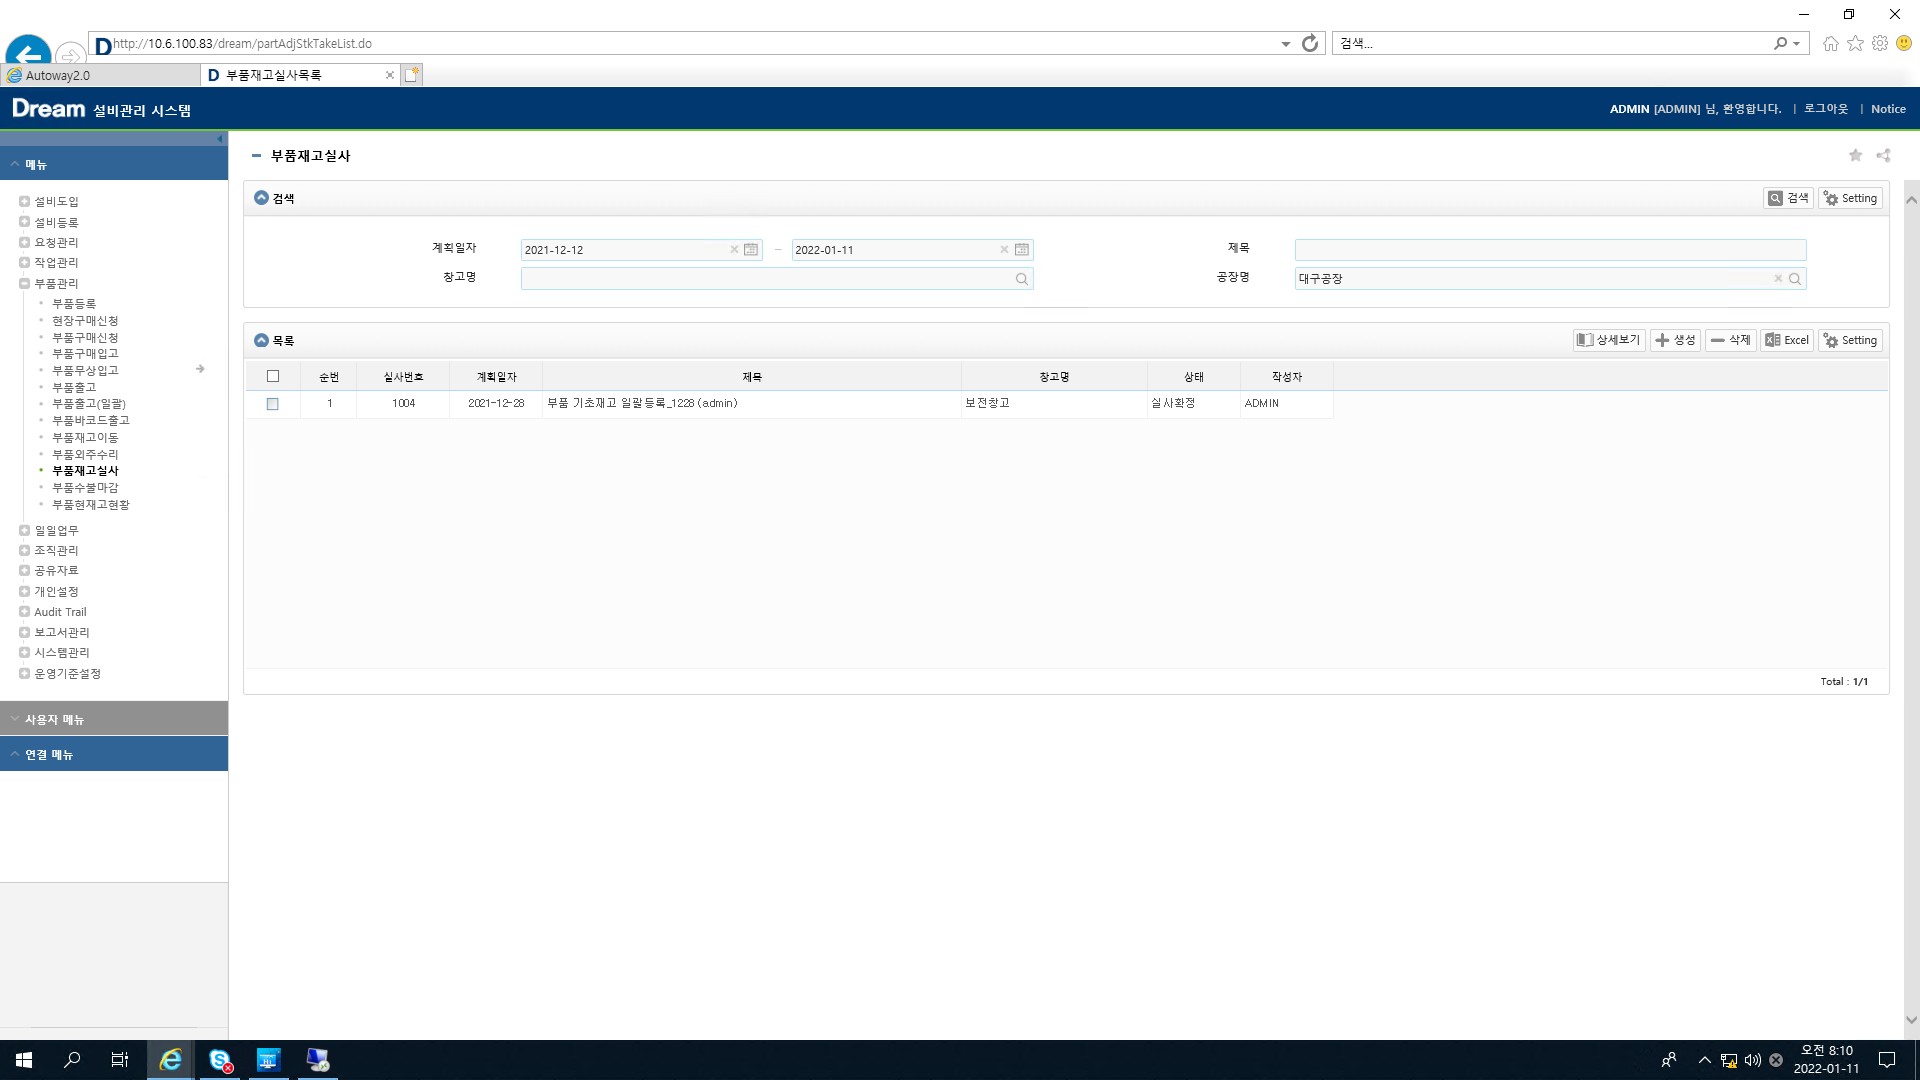 http://10.6.100.83/dream/partAdjStkTakeList.do
검색...
Autoway2.0
D 부품재고실사목록
Dream 설비관리 시스템
ADMIN [ADMIN] 님, 환영합니다. | 로그아웃 | Notice
메뉴
설비도입
설비등록
요청관리
작업관리
부품관리
부품등록
현장구매신청
부품구매신청
부품구매입고
부품무상입고
부품출고
부품출고(일괄)
부품바코드출고
부품재고이동
부품외주수리
부품재고실사
부품수불마감
부품현재고현황
일일업무
조직관리
공유자료
개인설정
Audit Trail
보고서관리
시스템관리
운영기준설정
사용자 메뉴
연결 메뉴
부품재고실사
검색
검색 Setting
계획일자 2021-12-12 – 2022-01-11 제목
창고명 공장명 대구공장
목록
상세보기 생성 삭제 Excel Setting
순번 실사번호 계획일자 제목 창고명 상태 작성자
1 1004 2021-12-28 부품 기초재고 일괄등록_1228 (admin) 보전창고 실사확정 ADMIN
Total : 1/1
오전 8:10
2022-01-11